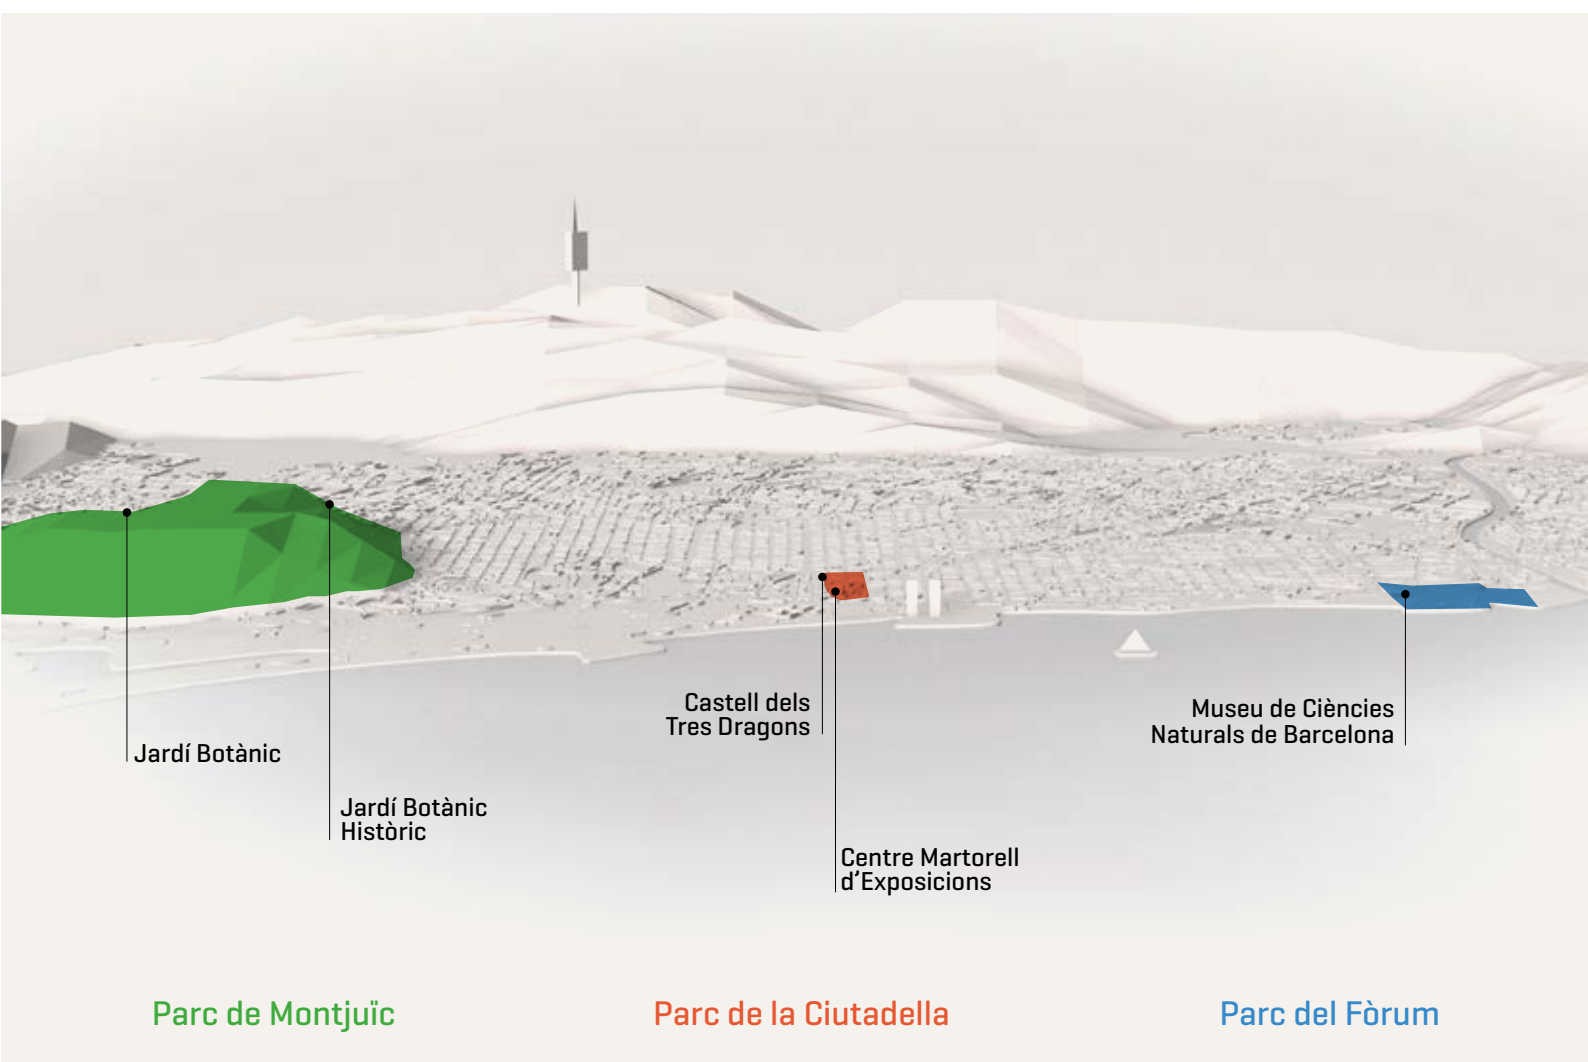 Castell dels
Tres Dragons
Museu de Ciències
Naturals de Barcelona
Jardí Botànic
Jardí Botànic
Històric
Centre Martorell
d’Exposicions
Parc de Montjuïc
Parc de la Ciutadella
Parc del Fòrum